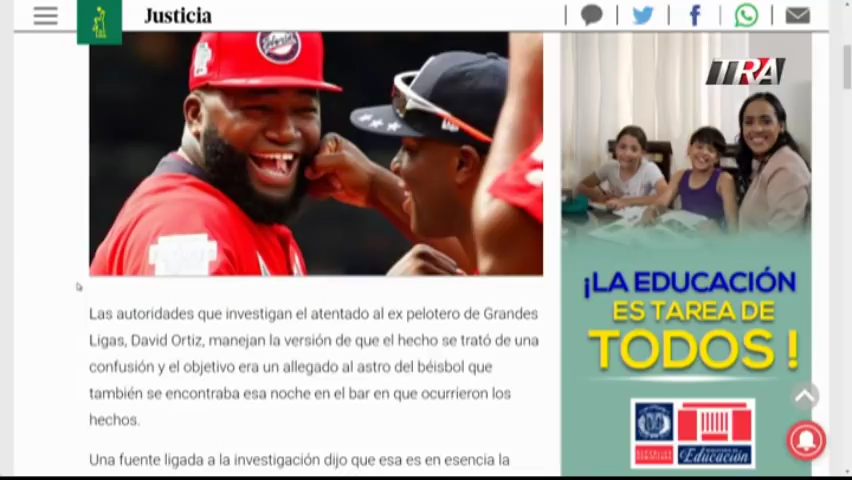 Justicia
TRA
Las autoridades que investigan el atentado al ex pelotero de Grandes
Ligas, David Ortiz, manejan la versión de que el hecho se trató de una
confusión y el objetivo era un allegado al astro del béisbol que
también se encontraba esa noche en el bar en que ocurrieron los
hechos.
Una fuente ligada a la investigación dijo que esa es en esencia la
¡LA EDUCACIÓN
ES TAREA DE
TODOS !
REPÚBLICA
DOMINICANA
Educación